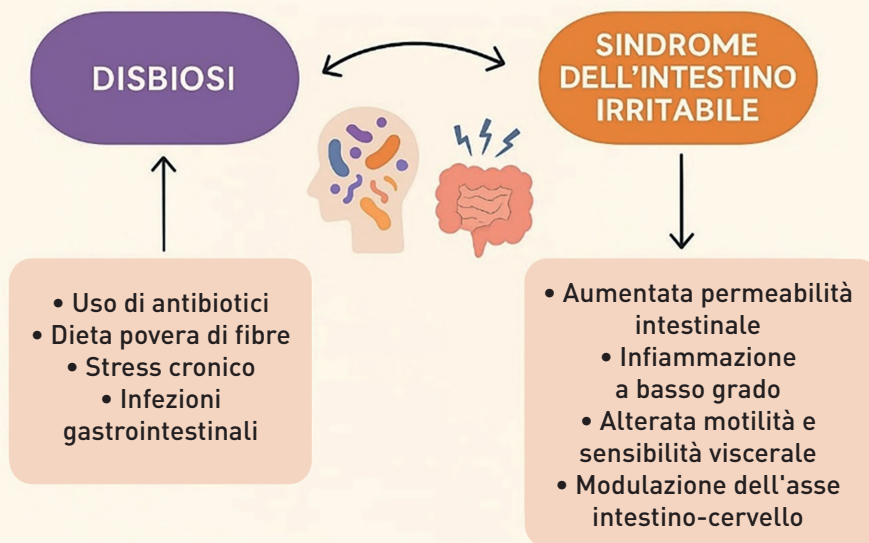 DISBIOSI
SINDROME
DELL'INTESTINO
IRRITABILE
• Uso di antibiotici
• Dieta povera di fibre
• Stress cronico
• Infezioni
gastrointestinali
• Aumentata permeabilità
intestinale
• Infiammazione
a basso grado
• Alterata motilità e
sensibilità viscerale
• Modulazione dell'asse
intestino-cervello